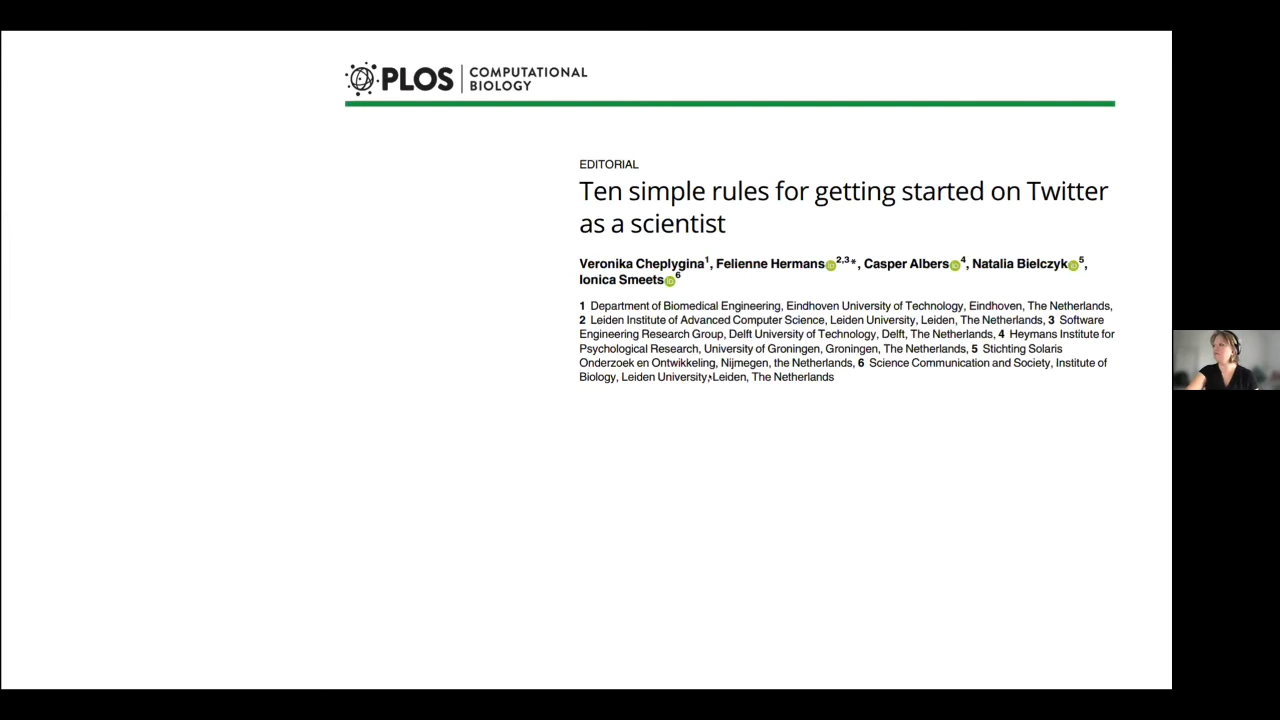 PLOS COMPUTATIONAL
BIOLOGY
EDITORIAL
Ten simple rules for getting started on Twitter
as a scientist
Veronika Cheplygina1, Felienne Hermans2,3*, Casper Albers4, Natalia Bielczyk5,
Ionica Smeets6
1 Department of Biomedical Engineering, Eindhoven University of Technology, Eindhoven, The Netherlands,
2 Leiden Institute of Advanced Computer Science, Leiden University, Leiden, The Netherlands, 3 Software
Engineering Research Group, Delft University of Technology, Delft, The Netherlands, 4 Heymans Institute for
Psychological Research, University of Groningen, Groningen, The Netherlands, 5 Stichting Solaris
Onderzoek en Ontwikkeling, Nijmegen, the Netherlands, 6 Science Communication and Society, Institute of
Biology, Leiden University, Leiden, The Netherlands